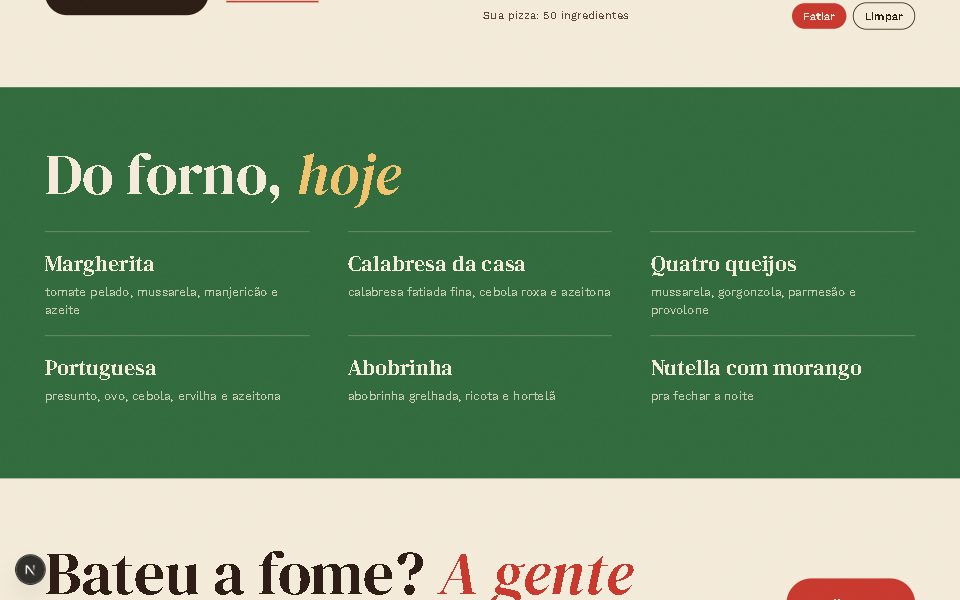 Sua pizza: 50 ingredientes
Fatiar
Limpar
Do forno, hoje
Margherita
tomate pelado, mussarela, manjericão e
azeite
Calabresa da casa
calabresa fatiada fina, cebola roxa e azeitona
Quatro queijos
mussarela, gorgonzola, parmesão e
provolone
Portuguesa
presunto, ovo, cebola, ervilha e azeitona
Abobrinha
abobrinha grelhada, ricota e hortelã
Nutella com morango
pra fechar a noite
N
Bateu a fome? A gente